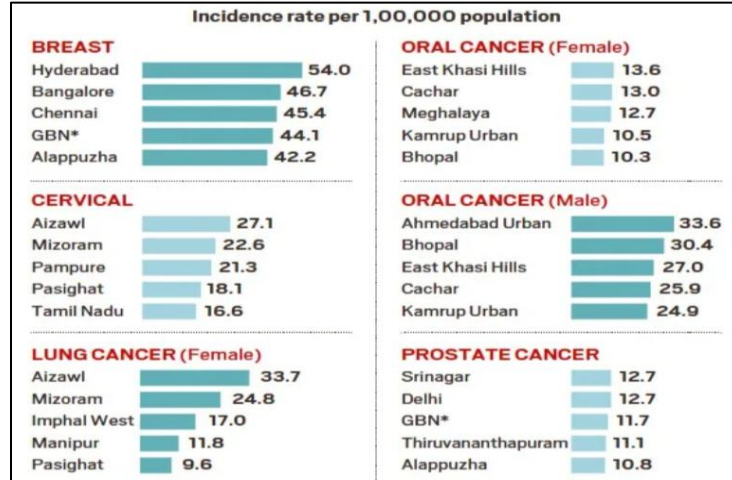 Incidence rate per 1,00,000 population
BREAST
Hyderabad 54.0
Bangalore 46.7
Chennai 45.4
GBN* 44.1
Alappuzha 42.2
CERVICAL
Aizawl 27.1
Mizoram 22.6
Pampure 21.3
Pasighat 18.1
Tamil Nadu 16.6
LUNG CANCER (Female)
Aizawl 33.7
Mizoram 24.8
Imphal West 17.0
Manipur 11.8
Pasighat 9.6
ORAL CANCER (Female)
East Khasi Hills 13.6
Cachar 13.0
Meghalaya 12.7
Kamrup Urban 10.5
Bhopal 10.3
ORAL CANCER (Male)
Ahmedabad Urban 33.6
Bhopal 30.4
East Khasi Hills 27.0
Cachar 25.9
Kamrup Urban 24.9
PROSTATE CANCER
Srinagar 12.7
Delhi 12.7
GBN* 11.7
Thiruvananthapuram 11.1
Alappuzha 10.8